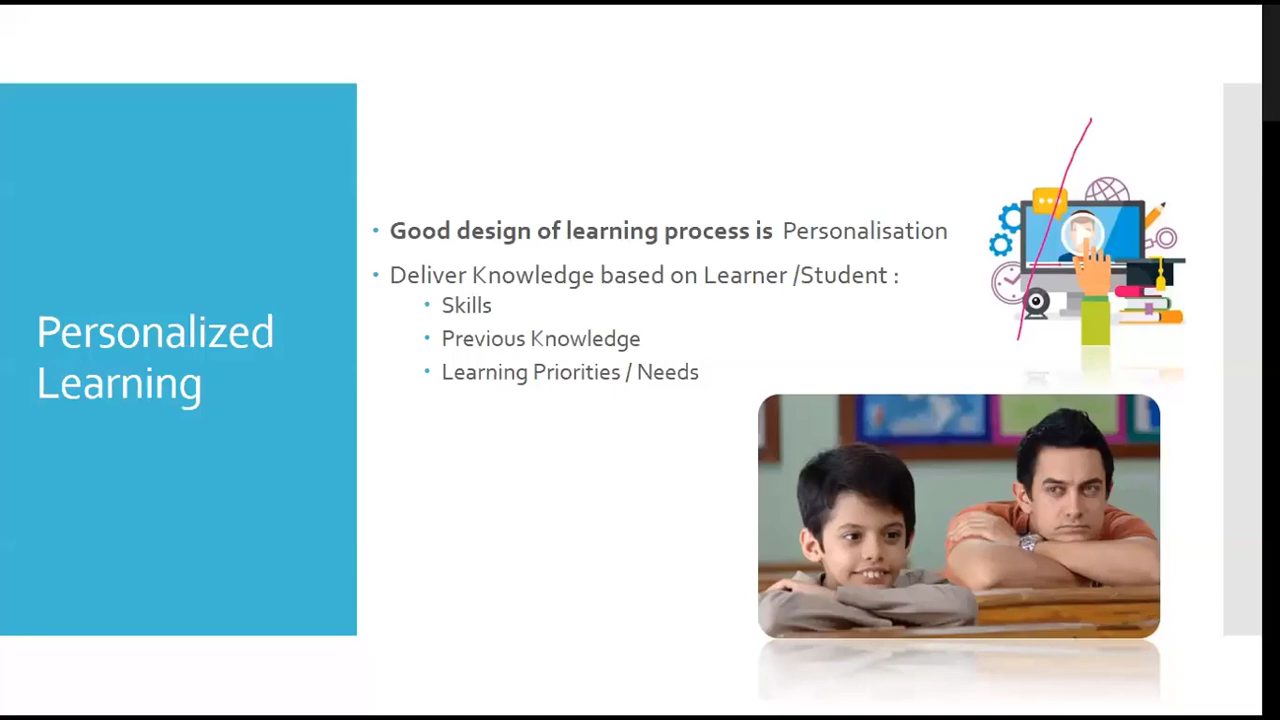 Personalized
Learning
Good design of learning process is Personalisation
Deliver Knowledge based on Learner /Student :
Skills
Previous Knowledge
Learning Priorities / Needs